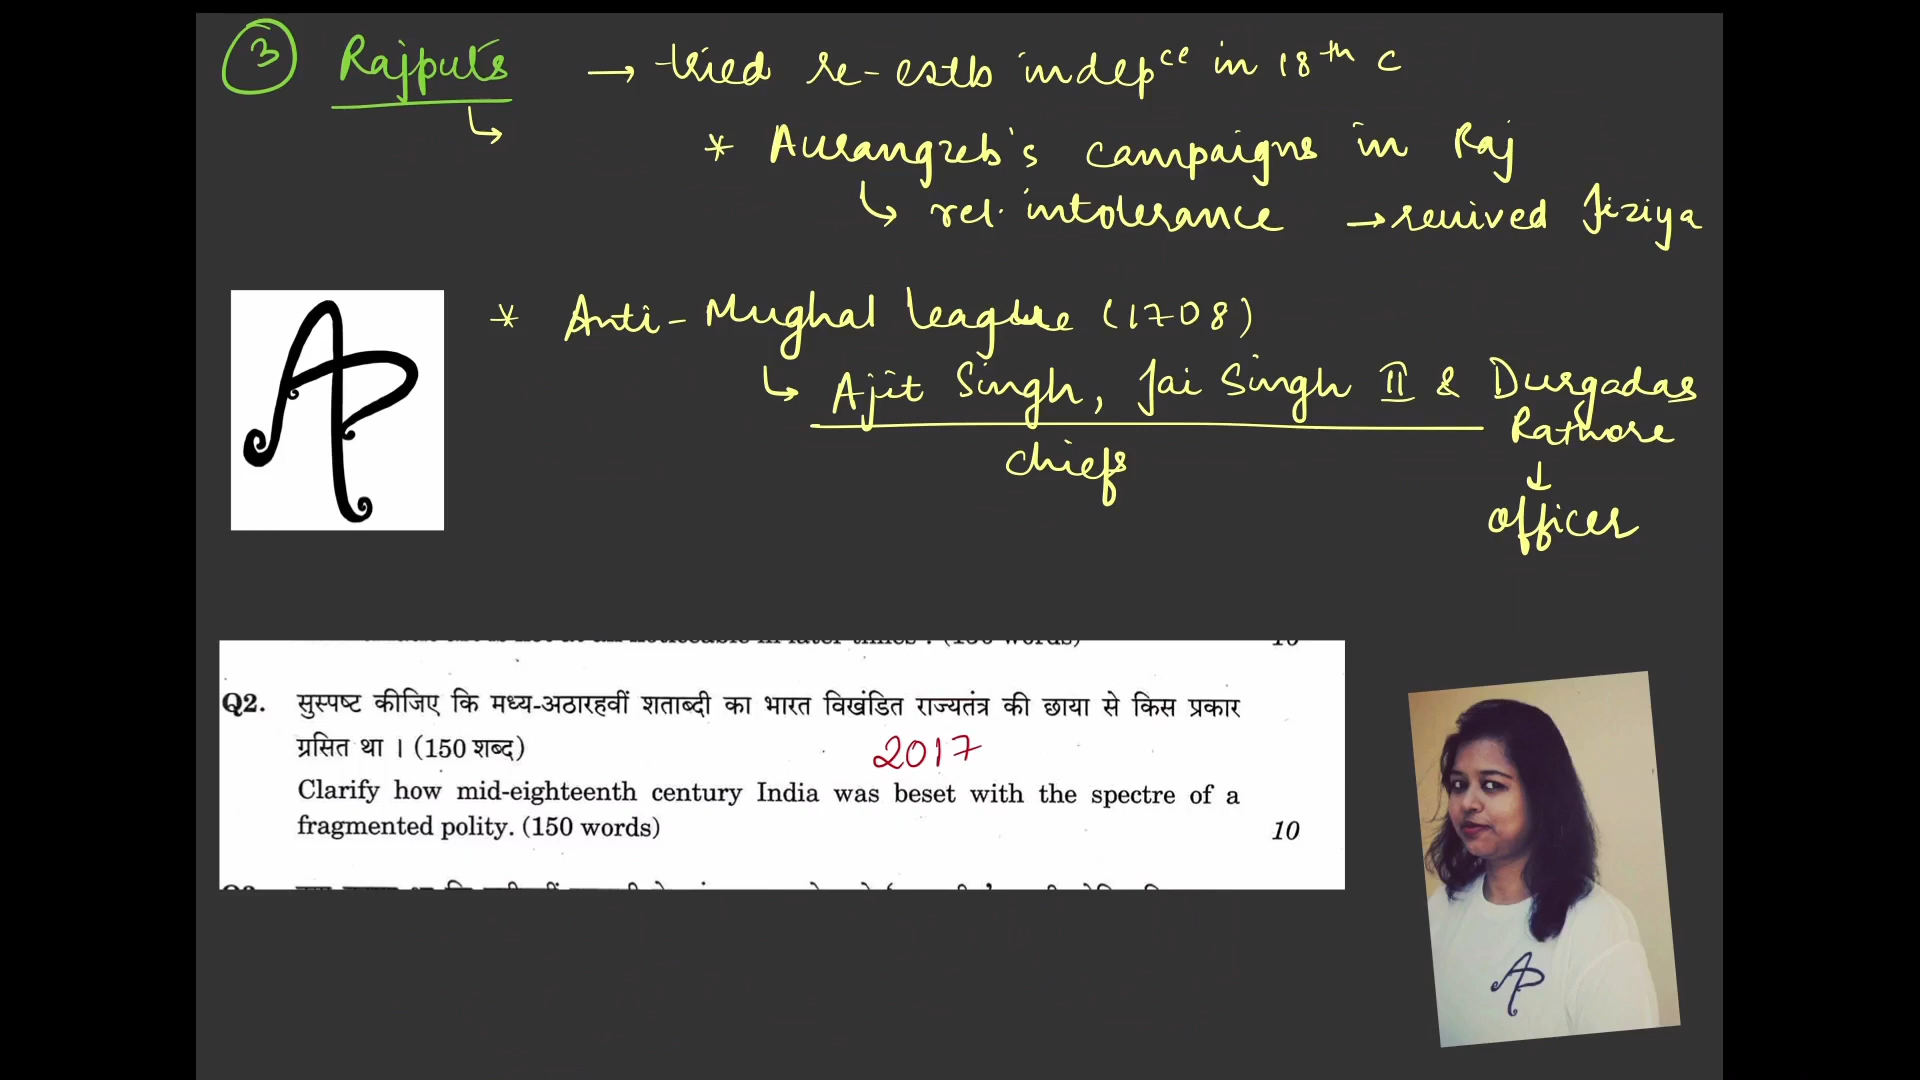 3 Rajputs → tried re-estb indepce in 18th c
* Aurangzeb's campaigns in Raj
rel. intolerance → revived Jiziya
* Anti-Mughal league (1708)
Ajit Singh, Jai Singh II & Durgadas
Rathore
chiefs
officer
AP
Q2. सुस्पष्ट कीजिए कि मध्य-अठारहवीं शताब्दी का भारत विखंडित राज्यतंत्र की छाया से किस प्रकार
ग्रसित था । (150 शब्द)
2017
Clarify how mid-eighteenth century India was beset with the spectre of a
fragmented polity. (150 words)
10
AP